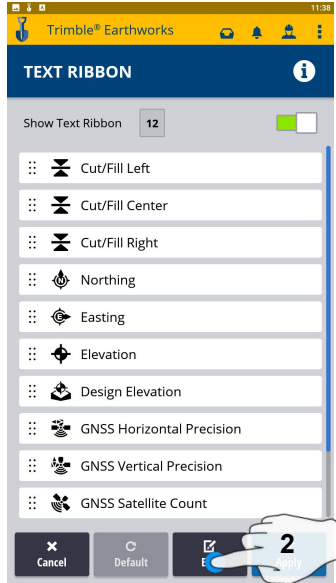 11:38
Trimble® Earthworks
TEXT RIBBON
Show Text Ribbon 12
Cut/Fill Left
Cut/Fill Center
Cut/Fill Right
Northing
Easting
Elevation
Design Elevation
GNSS Horizontal Precision
GNSS Vertical Precision
GNSS Satellite Count
2
Cancel Default Apply